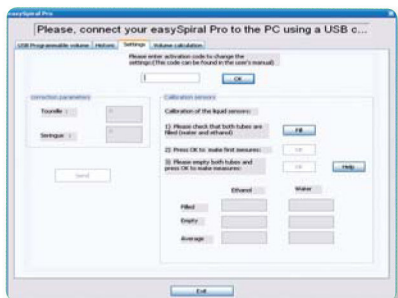 easySpiral Pro
Please, connect your easySpiral Pro to the PC using a USB c...
USB Programmable volume Historic Settings Volume calculation
Please enter activation code to change the
settings:(This code can be found in the user's manual)
OK
correction parameters
Tourelle :
Seringue :
Send
Calibration sensors
Calibration of the liquid sensors:
1) Please check that both tubes are
filled (water and ethanol)
Fill
2) Press OK to make first mesures:
OK
3) Please empty both tubes and
press OK to make measures:
OK
Help
Ethanol Water
Filled
Empty
Average
Exit